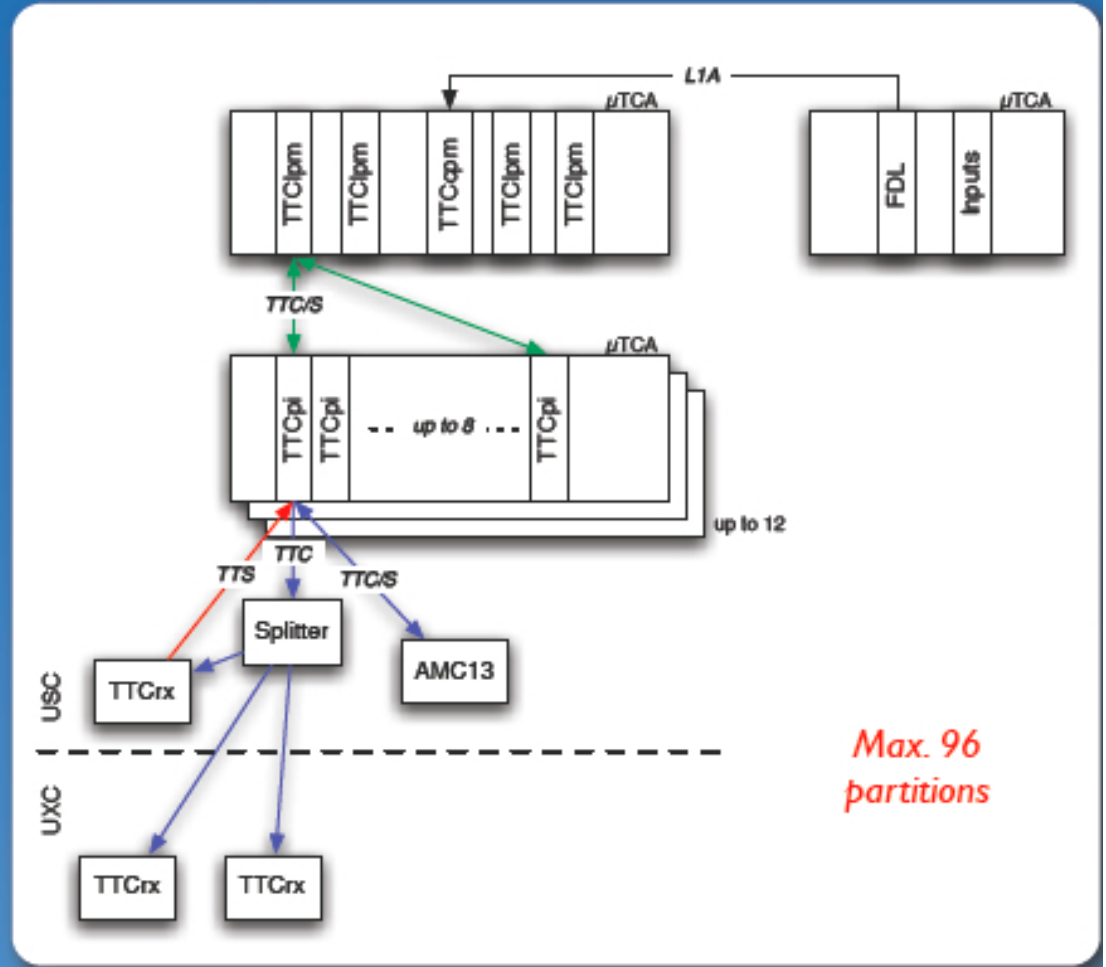 L1A
µTCA
µTCA
TTCipm
TTCipm
TTCqpm
TTCipm
TTCipm
FDL
Inputs
TTC/S
µTCA
TTCpi
TTCpi
up to 8
TTCpi
up to 12
TTS
TTC
TTC/S
Splitter
AMC13
TTCrx
USC
Max. 96
partitions
UXC
TTCrx
TTCrx